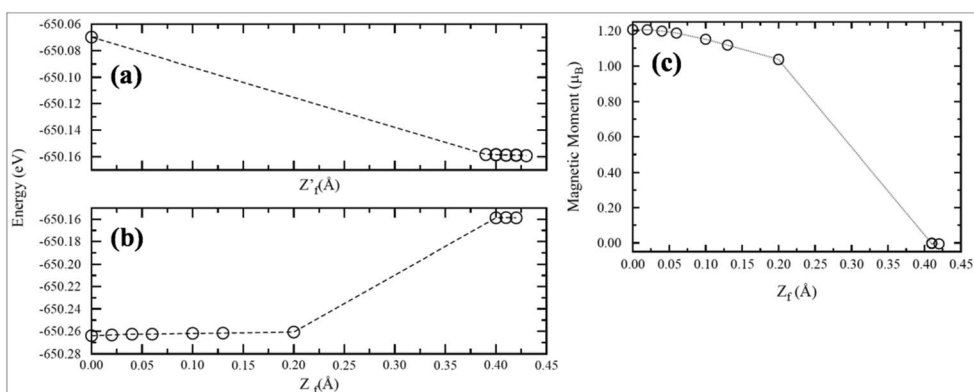 -650.06
-650.08
-650.10
-650.12
-650.14
-650.16
(a)
Z'f(Å)
Energy (eV)
-650.16
-650.18
-650.20
-650.22
-650.24
-650.26
-650.28
(b)
0.00 0.05 0.10 0.15 0.20 0.25 0.30 0.35 0.40 0.45
Z f(Å)
1.20
1.00
0.80
0.60
0.40
0.20
0.00
(c)
Magnetic Moment (μB)
0.00 0.05 0.10 0.15 0.20 0.25 0.30 0.35 0.40 0.45
Zf (Å)